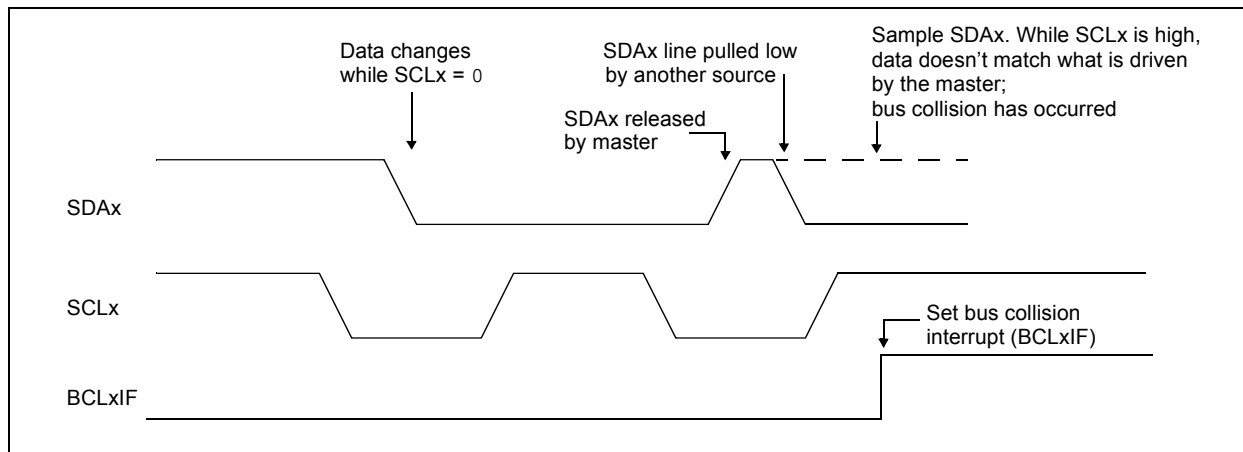 Data changes
while SCLx = 0
SDAx line pulled low
by another source
Sample SDAx. While SCLx is high,
data doesn’t match what is driven
by the master;
bus collision has occurred
SDAx released
by master
SDAx
SCLx
Set bus collision
interrupt (BCLxIF)
BCLxIF